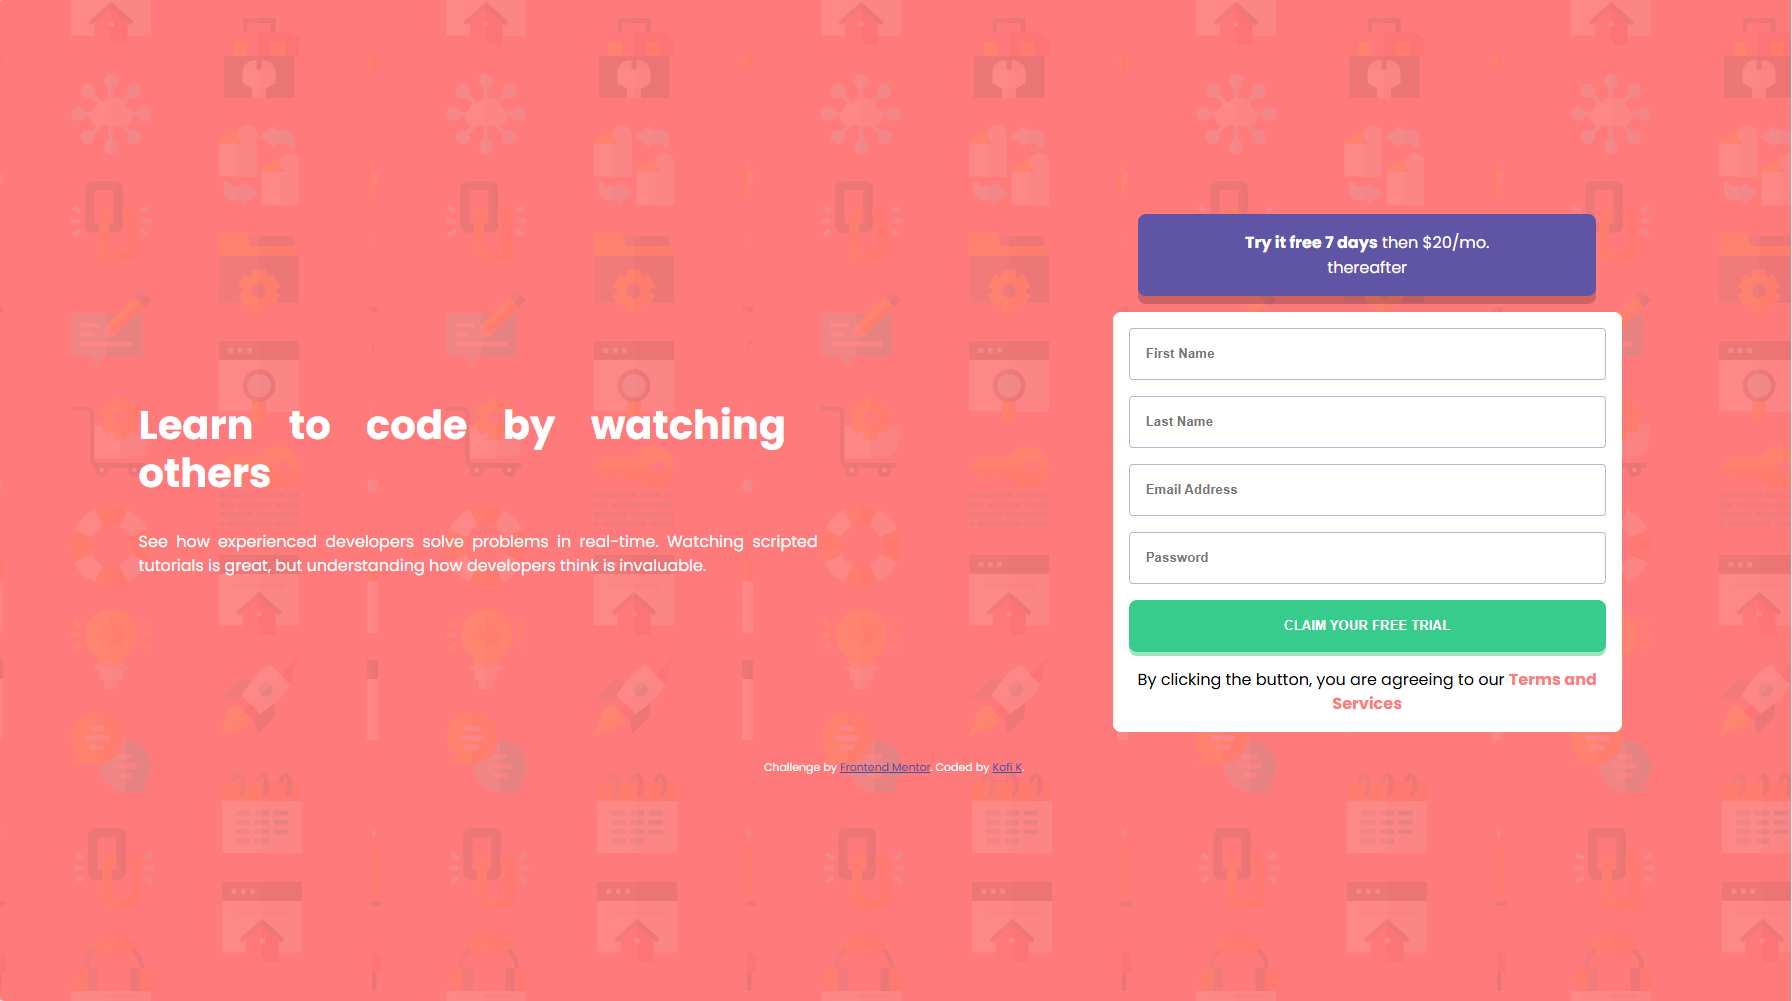 Learn to code by watching
others
See how experienced developers solve problems in real-time. Watching scripted
tutorials is great, but understanding how developers think is invaluable.
Try it free 7 days then $20/mo.
thereafter
First Name
Last Name
Email Address
Password
CLAIM YOUR FREE TRIAL
By clicking the button, you are agreeing to our Terms and
Services
Challenge by Frontend Mentor. Coded by Kofi K.